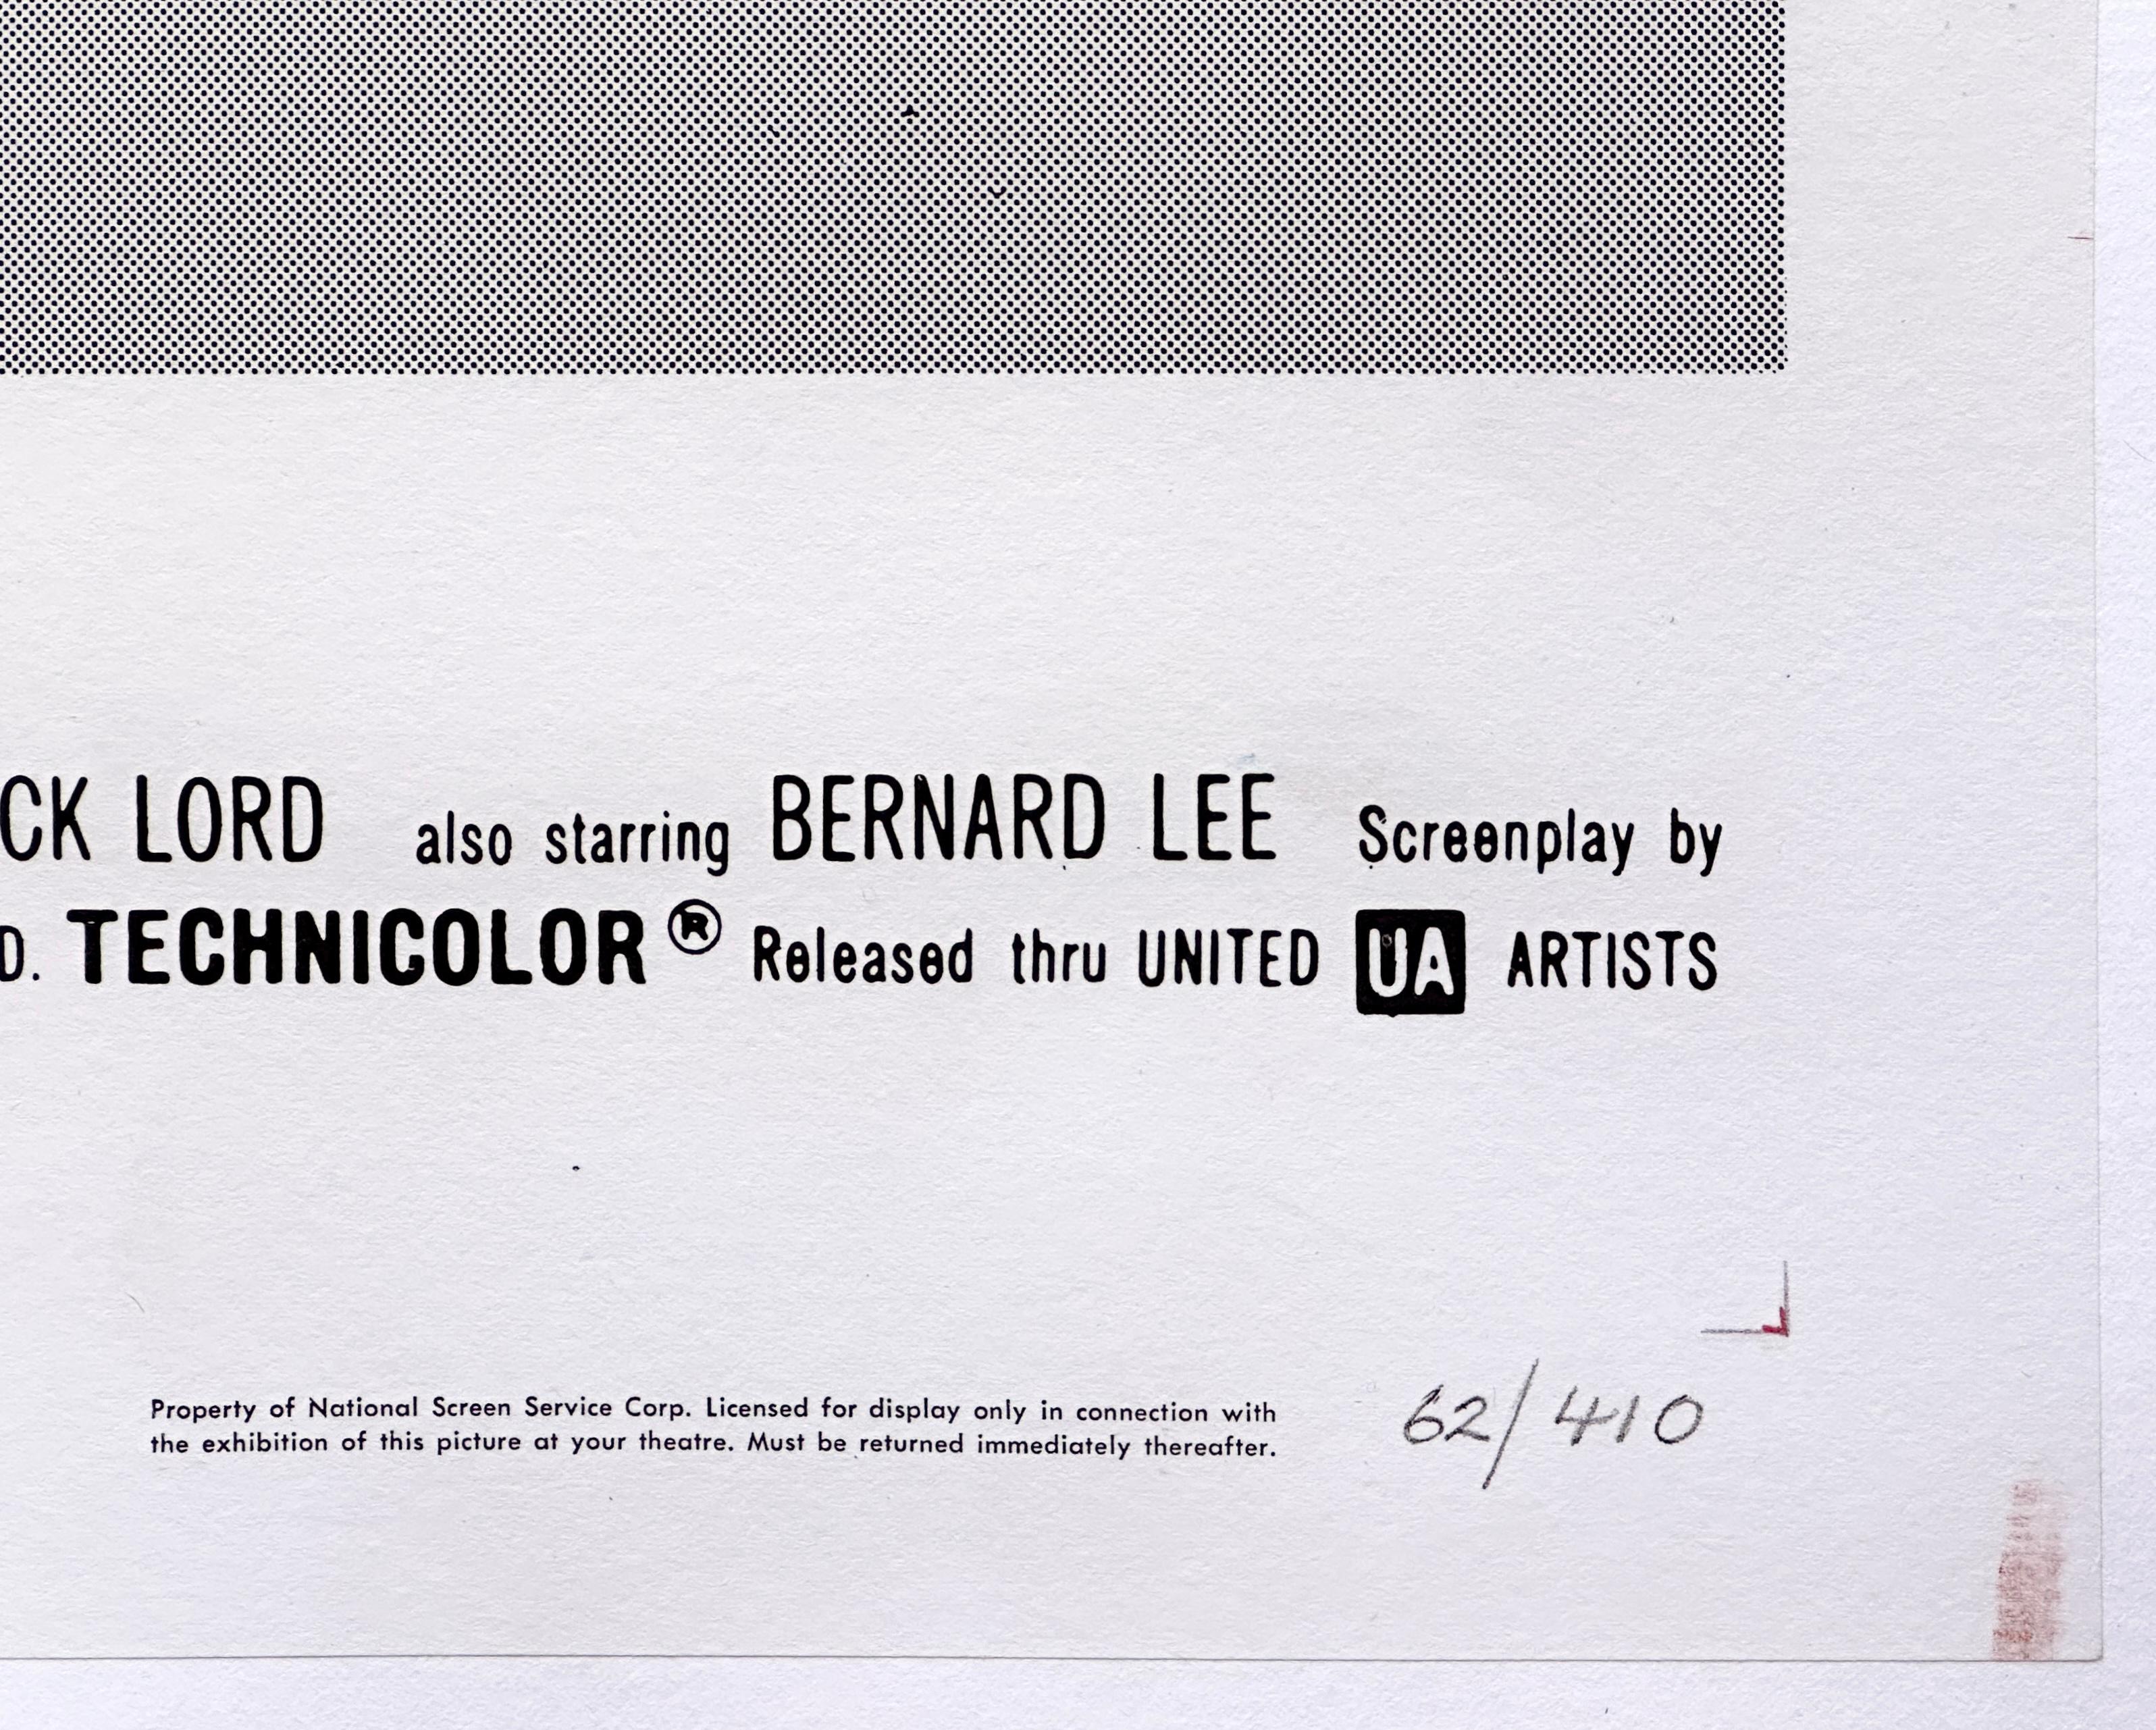 CK LORD also starring BERNARD LEE Screenplay by
D. TECHNICOLOR® Released thru UNITED UA ARTISTS
Property of National Screen Service Corp. Licensed for display only in connection with
the exhibition of this picture at your theatre. Must be returned immediately thereafter.
62/410